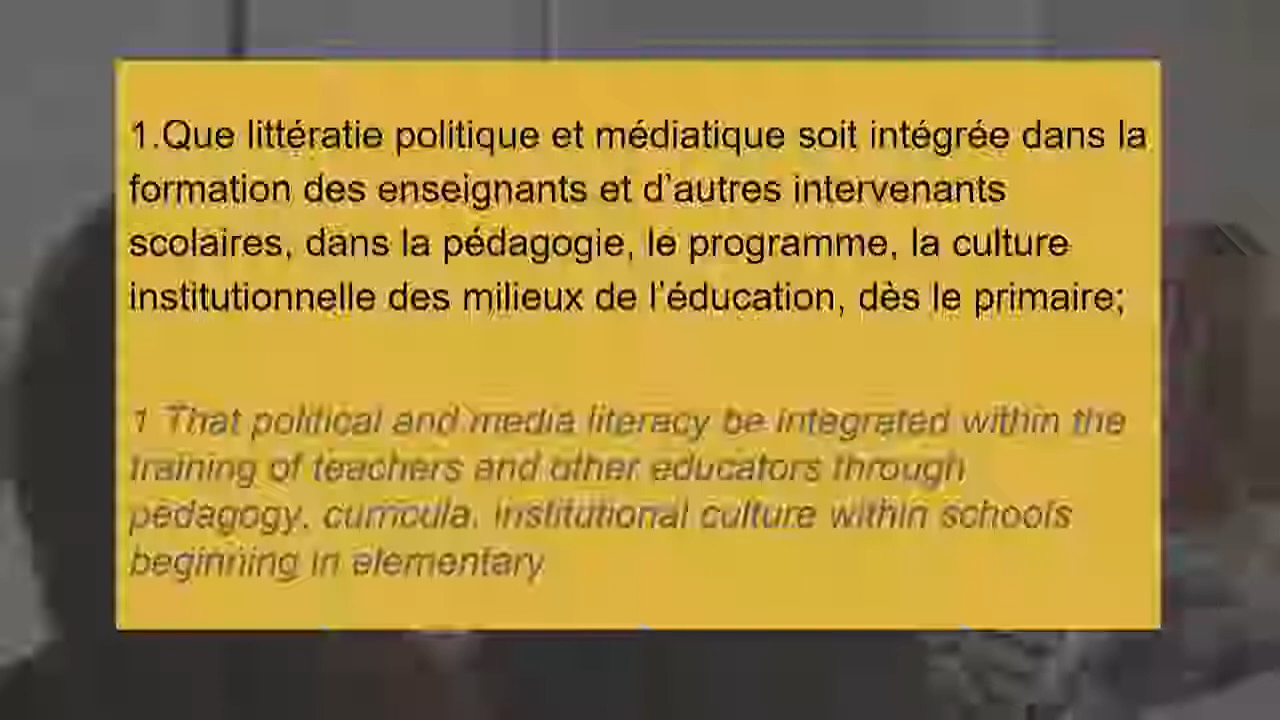 1.Que littératie politique et médiatique soit intégrée dans la
formation des enseignants et d'autres intervenants
scolaires, dans la pédagogie, le programme, la culture
institutionnelle des milieux de l'éducation, dès le primaire;
1 That political and media literacy be integrated within the
training of teachers and other educators through
pedagogy, curricula, institutional culture within schools
beginning in elementary